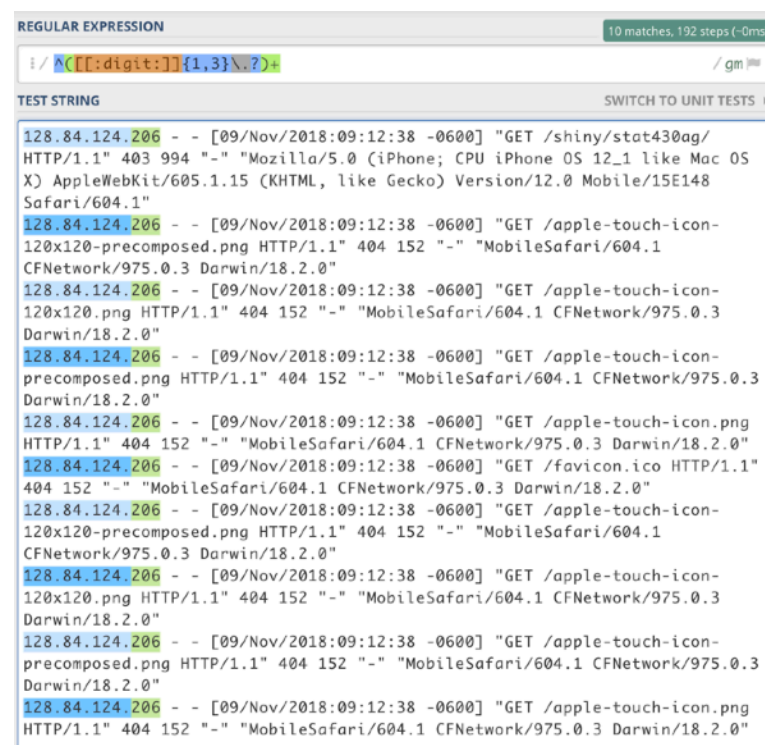 REGULAR EXPRESSION
10 matches, 192 steps (~0ms
/ ^([[:digit:]]{1,3}\.?)+
/ gm
TEST STRING
SWITCH TO UNIT TESTS
128.84.124.206 - - [09/Nov/2018:09:12:38 -0600] "GET /shiny/stat430ag/
HTTP/1.1" 403 994 "-" "Mozilla/5.0 (iPhone; CPU iPhone OS 12_1 like Mac OS
X) AppleWebKit/605.1.15 (KHTML, like Gecko) Version/12.0 Mobile/15E148
Safari/604.1"
128.84.124.206 - - [09/Nov/2018:09:12:38 -0600] "GET /apple-touch-icon-
120x120-precomposed.png HTTP/1.1" 404 152 "-" "MobileSafari/604.1
CFNetwork/975.0.3 Darwin/18.2.0"
128.84.124.206 - - [09/Nov/2018:09:12:38 -0600] "GET /apple-touch-icon-
120x120.png HTTP/1.1" 404 152 "-" "MobileSafari/604.1 CFNetwork/975.0.3
Darwin/18.2.0"
128.84.124.206 - - [09/Nov/2018:09:12:38 -0600] "GET /apple-touch-icon-
precomposed.png HTTP/1.1" 404 152 "-" "MobileSafari/604.1 CFNetwork/975.0.3
Darwin/18.2.0"
128.84.124.206 - - [09/Nov/2018:09:12:38 -0600] "GET /apple-touch-icon.png
HTTP/1.1" 404 152 "-" "MobileSafari/604.1 CFNetwork/975.0.3 Darwin/18.2.0"
128.84.124.206 - - [09/Nov/2018:09:12:38 -0600] "GET /favicon.ico HTTP/1.1"
404 152 "-" "MobileSafari/604.1 CFNetwork/975.0.3 Darwin/18.2.0"
128.84.124.206 - - [09/Nov/2018:09:12:38 -0600] "GET /apple-touch-icon-
120x120-precomposed.png HTTP/1.1" 404 152 "-" "MobileSafari/604.1
CFNetwork/975.0.3 Darwin/18.2.0"
128.84.124.206 - - [09/Nov/2018:09:12:38 -0600] "GET /apple-touch-icon-
120x120.png HTTP/1.1" 404 152 "-" "MobileSafari/604.1 CFNetwork/975.0.3
Darwin/18.2.0"
128.84.124.206 - - [09/Nov/2018:09:12:38 -0600] "GET /apple-touch-icon-
precomposed.png HTTP/1.1" 404 152 "-" "MobileSafari/604.1 CFNetwork/975.0.3
Darwin/18.2.0"
128.84.124.206 - - [09/Nov/2018:09:12:38 -0600] "GET /apple-touch-icon.png
HTTP/1.1" 404 152 "-" "MobileSafari/604.1 CFNetwork/975.0.3 Darwin/18.2.0"